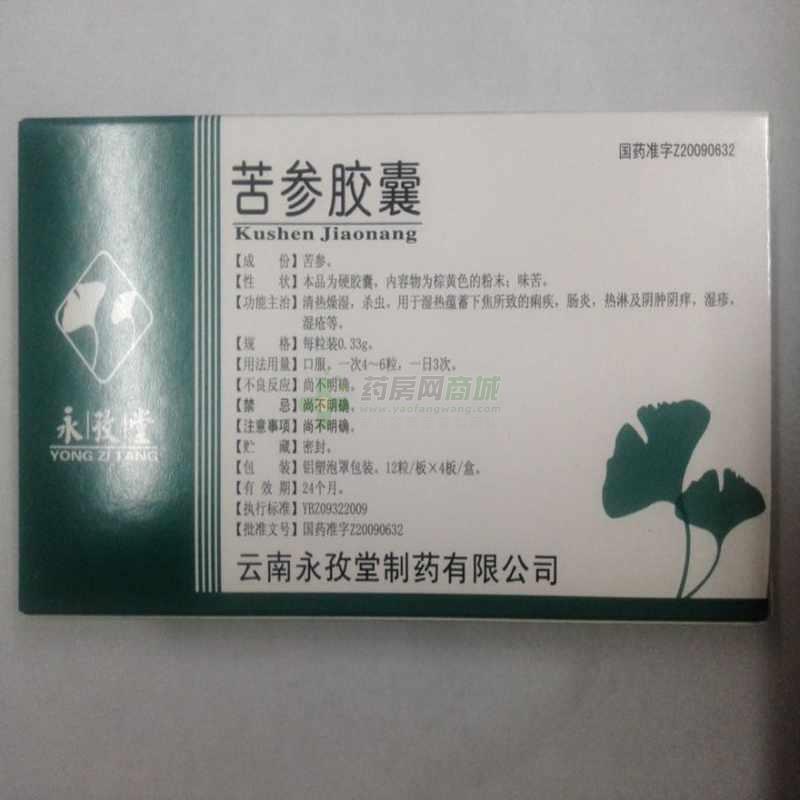 国药准字Z20090632
苦参胶囊
Kushen Jiaonang
【成　份】苦参。
【性　状】本品为硬胶囊，内容物为棕黄色的粉末；味苦。
【功能主治】清热燥湿，杀虫。用于湿热蕴蓄下焦所致的痢疾，肠炎，热淋及阴肿阴痒，湿疹，
湿疮等。
【规　格】每粒装0.33g。
【用法用量】口服。一次4～6粒，一日3次。
【不良反应】尚不明确。
【禁　忌】尚不明确。
【注意事项】尚不明确。
【贮　藏】密封。
【包　装】铝塑泡罩包装。12粒/板×4板/盒。
【有 效 期】24个月。
【执行标准】YBZ09322009
【批准文号】国药准字Z20090632
云南永孜堂制药有限公司
永孜堂
YONG ZI TANG
药房网商城
www.yaofangwang.com